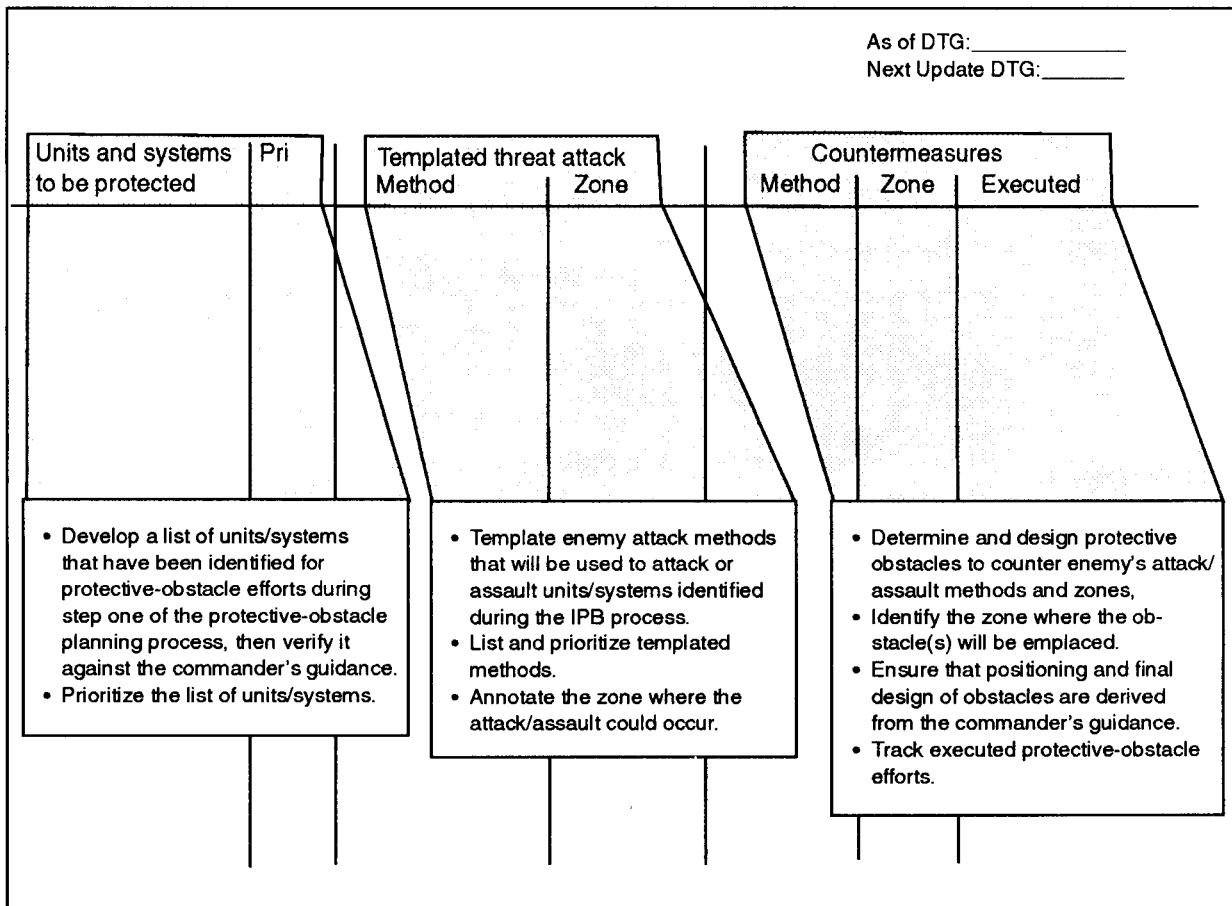 As of DTG:_______________
Next Update DTG:________
Units and systems
to be protected
Pri
Templated threat attack
Method Zone
Countermeasures
Method Zone Executed
• Develop a list of units/systems
that have been identified for
protective-obstacle efforts during
step one of the protective-obstacle
planning process, then verify it
against the commander's guidance.
• Prioritize the list of units/systems.
• Template enemy attack methods
that will be used to attack or
assault units/systems identified
during the IPB process.
• List and prioritize templated
methods.
• Annotate the zone where the
attack/assault could occur.
• Determine and design protective
obstacles to counter enemy's attack/
assault methods and zones,
• Identify the zone where the ob-
stacle(s) will be emplaced.
• Ensure that positioning and final
design of obstacles are derived
from the commander's guidance.
• Track executed protective-obstacle
efforts.